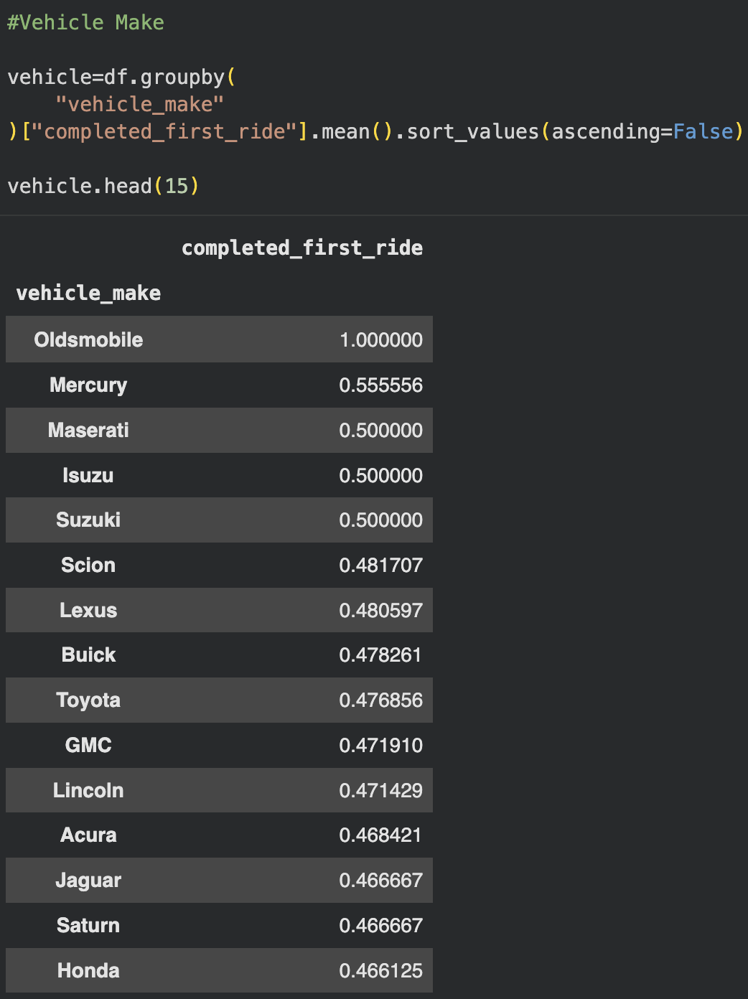 #Vehicle Make
vehicle=df.groupby(
    "vehicle_make"
)["completed_first_ride"].mean().sort_values(ascending=False)
vehicle.head(15)
completed_first_ride
vehicle_make
Oldsmobile 1.000000
Mercury 0.555556
Maserati 0.500000
Isuzu 0.500000
Suzuki 0.500000
Scion 0.481707
Lexus 0.480597
Buick 0.478261
Toyota 0.476856
GMC 0.471910
Lincoln 0.471429
Acura 0.468421
Jaguar 0.466667
Saturn 0.466667
Honda 0.466125